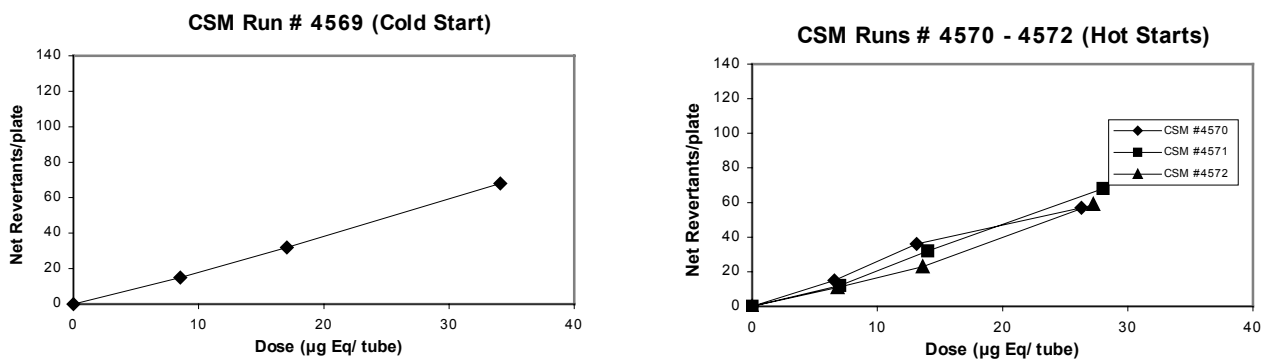 CSM Run # 4569 (Cold Start)
140
120
100
80
60
40
20
0
Net Revertants/plate
0 10 20 30 40
Dose (µg Eq/ tube)
CSM Runs # 4570 - 4572 (Hot Starts)
140
120
100
80
60
40
20
0
Net Revertants/plate
CSM #4570
CSM #4571
CSM #4572
0 10 20 30 40
Dose (µg Eq/ tube)